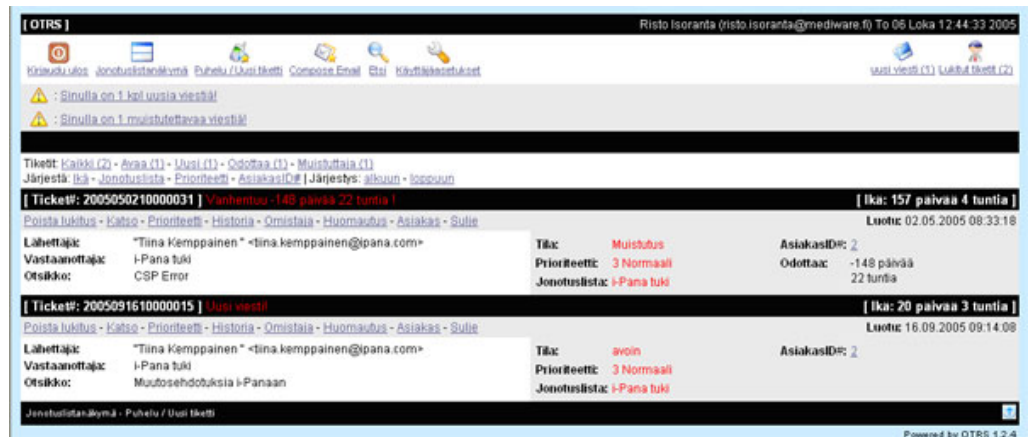 [ OTRS ] Risto Isoranta (risto.isoranta@mediware.fi) To 06 Loka 12:44:33 2005
Kirjaudu ulos Jonotuslistanäkymä Puhelu / Uusi tiketti Compose Email Etsi Käyttäjäasetukset uusi viesti (1) Lukitut tiketit (2)
: Sinulla on 1 kpl uusia viestiä!
: Sinulla on 1 muistutettavaa viestiä!
Tiketit: Kaikki (2) - Avaa (1) - Uusi (1) - Odottaa (1) - Muistuttaja (1)
Järjestä: Ikä - Jonotuslista - Prioriteetti - AsiakasID# | Järjestys: alkuun - loppuun
[ Ticket#: 2005050210000031 ] Vanhentuu -148 päivää 22 tuntia ! [ Ikä: 157 päivää 4 tuntia ]
Poista lukitus - Katso - Prioriteetti - Historia - Omistaja - Huomautus - Asiakas - Sulje Luotu: 02.05.2005 08:33:18
Lähettäjä: "Tiina Kemppainen " <tiina.kemppainen@ipana.com> Tila: Muistutus AsiakasID#: 2
Vastaanottaja: i-Pana tuki Prioriteetti: 3 Normaali Odottaa: -148 päivää
Otsikko: CSP Error Jonotuslista: i-Pana tuki 22 tuntia
[ Ticket#: 2005091610000015 ] Uusi viesti! [ Ikä: 20 päivää 3 tuntia ]
Poista lukitus - Katso - Prioriteetti - Historia - Omistaja - Huomautus - Asiakas - Sulje Luotu: 16.09.2005 09:14:08
Lähettäjä: "Tiina Kemppainen " <tiina.kemppainen@ipana.com> Tila: avoin AsiakasID#: 2
Vastaanottaja: i-Pana tuki Prioriteetti: 3 Normaali
Otsikko: Muutosehdotuksia i-Panaan Jonotuslista: i-Pana tuki
Jonotuslistanäkymä - Puhelu / Uusi tiketti
Powered by OTRS 1.2.4